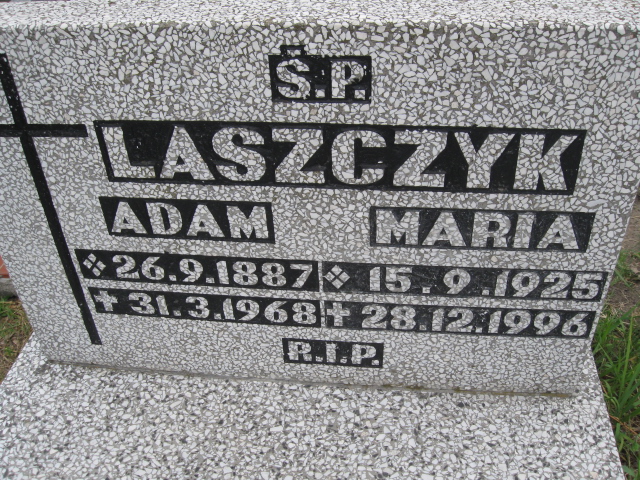 Ś.P.
LASZCZYK
ADAM MARIA
26.9.1887 15.9.1925
✝31.3.1968 ✝28.12.1996
R.I.P.